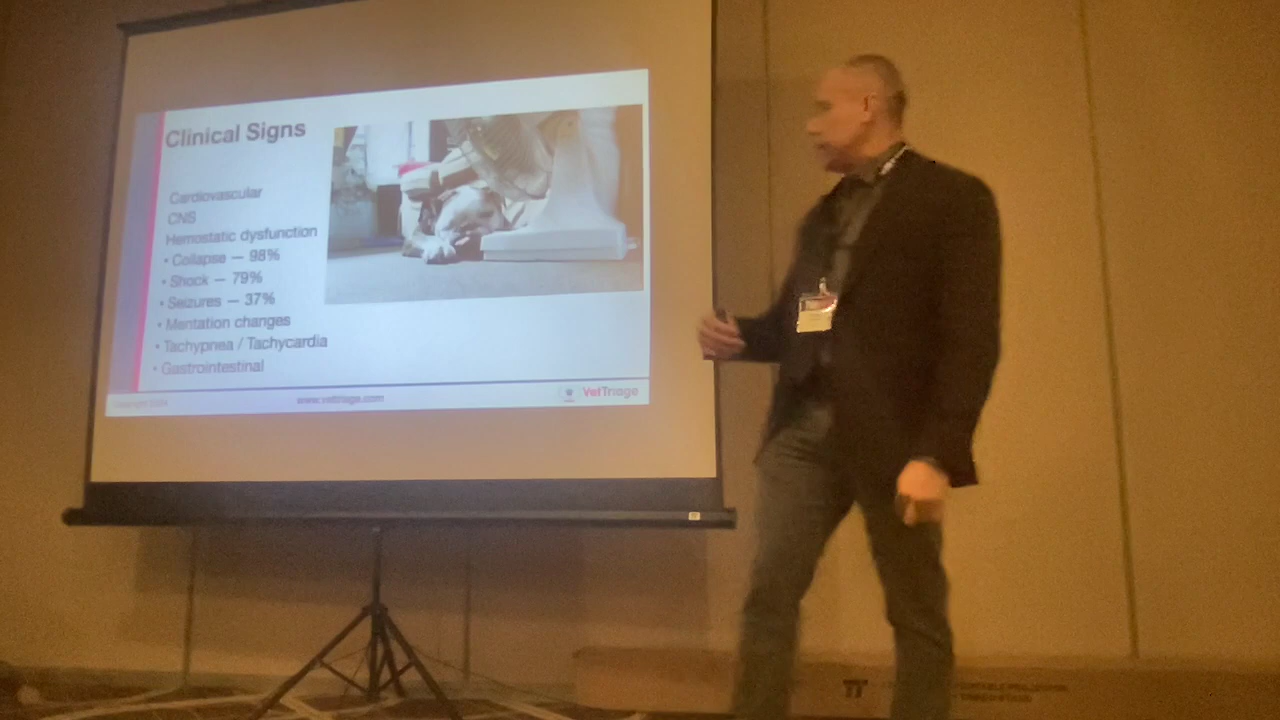 Clinical Signs
Cardiovascular
CNS
Hemostatic dysfunction
• Collapse — 98%
• Shock — 79%
• Seizures — 37%
• Mentation changes
• Tachypnea / Tachycardia
• Gastrointestinal
www.vettriage.com
VetTriage